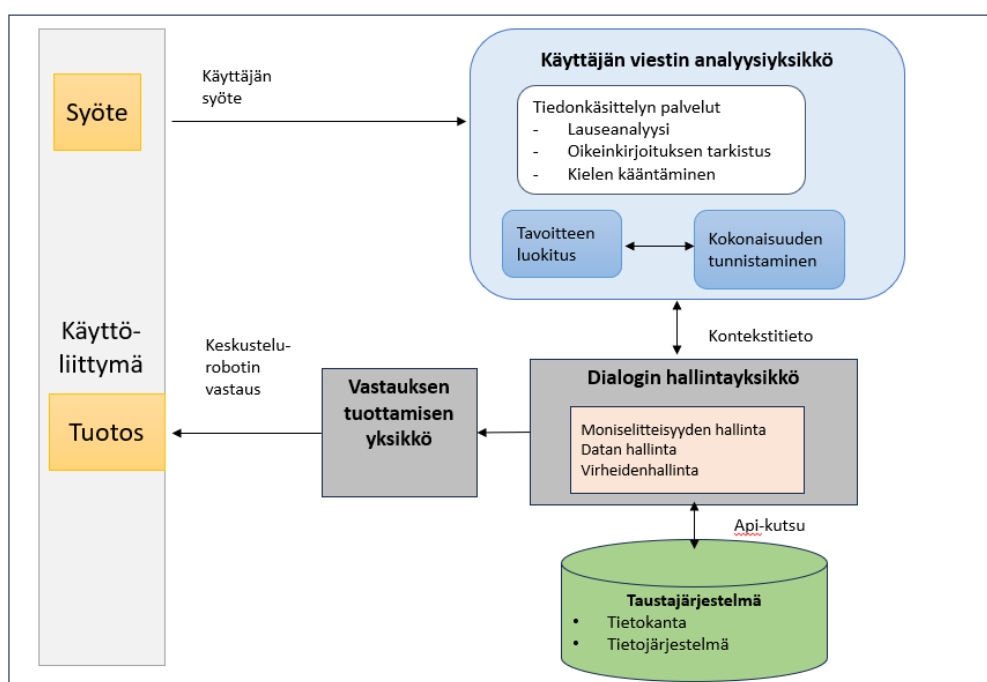 Käyttäjän viestin analyysiyksikkö
Syöte
Käyttäjän
syöte
Tiedonkäsittelyn palvelut
- Lauseanalyysi
- Oikeinkirjoituksen tarkistus
- Kielen kääntäminen
Tavoitteen
luokitus
Kokonaisuuden
tunnistaminen
Käyttö-
liittymä
Kontekstitieto
Keskustelu-
robotin
vastaus
Vastauksen
tuottamisen
yksikkö
Dialogin hallintayksikkö
Tuotos
Moniselitteisyyden hallinta
Datan hallinta
Virheidenhallinta
Api-kutsu
Taustajärjestelmä
• Tietokanta
• Tietojärjestelmä